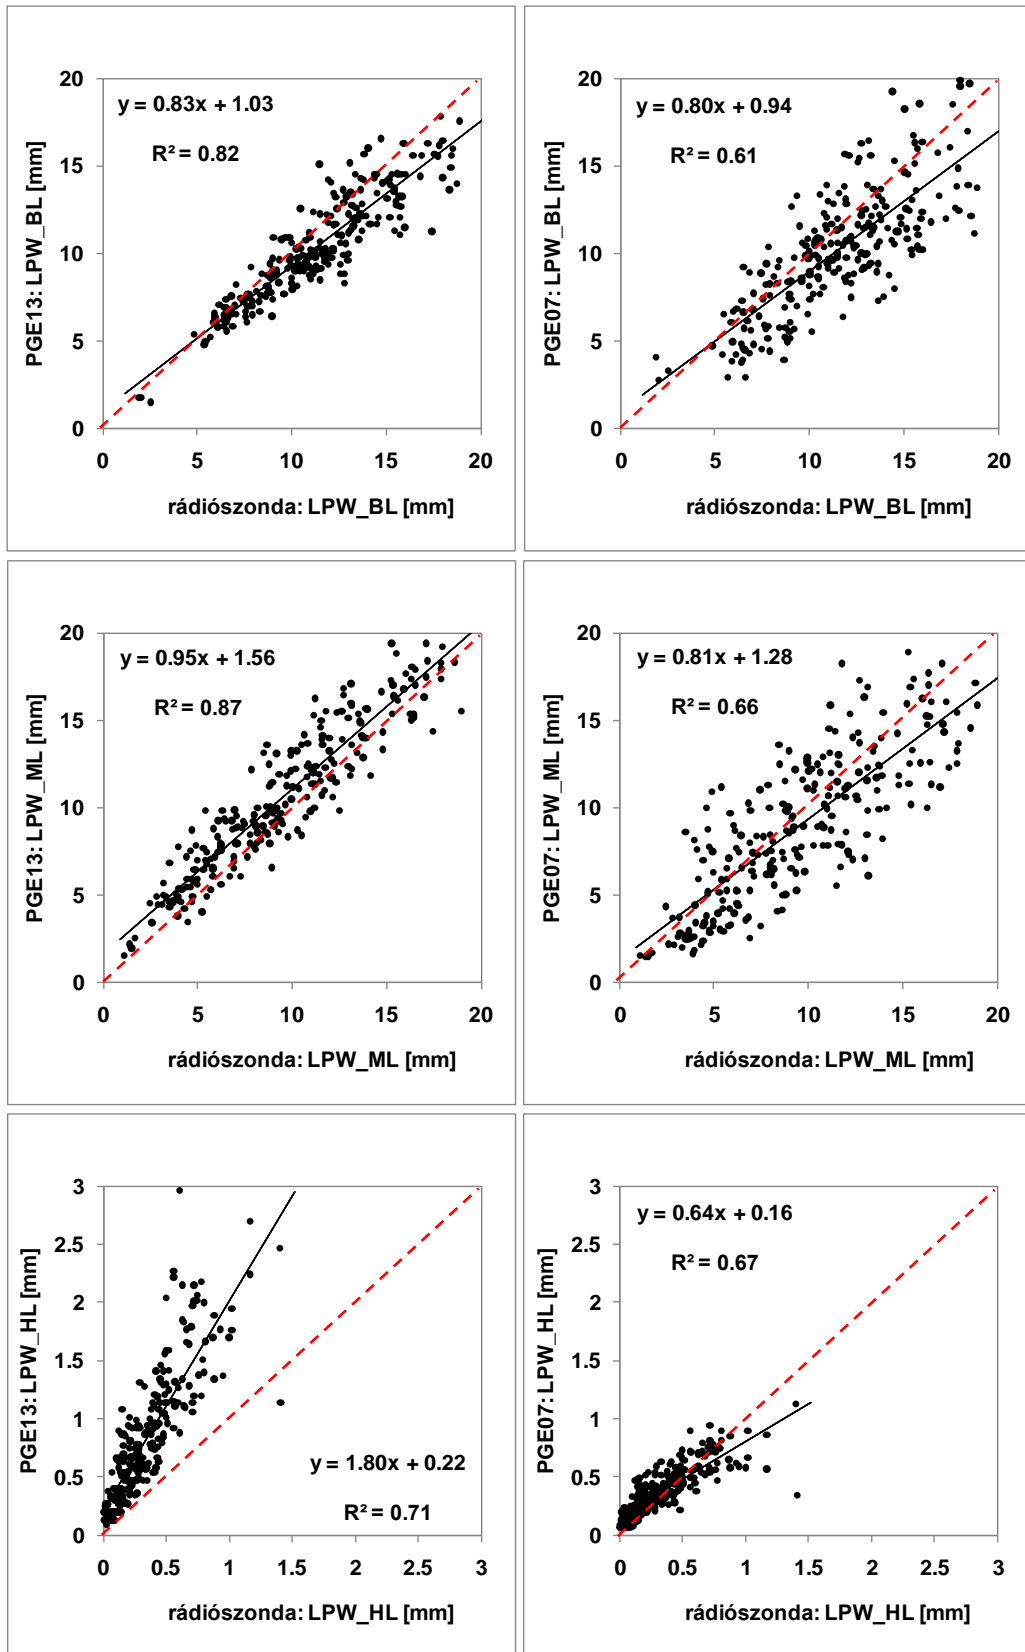 y = 0.83x + 1.03
R² = 0.82
PGE13: LPW_BL [mm]
20
15
10
5
0
0 5 10 15 20
rádiószonda: LPW_BL [mm]
y = 0.80x + 0.94
R² = 0.61
PGE07: LPW_BL [mm]
20
15
10
5
0
0 5 10 15 20
rádiószonda: LPW_BL [mm]
y = 0.95x + 1.56
R² = 0.87
PGE13: LPW_ML [mm]
20
15
10
5
0
0 5 10 15 20
rádiószonda: LPW_ML [mm]
y = 0.81x + 1.28
R² = 0.66
PGE07: LPW_ML [mm]
20
15
10
5
0
0 5 10 15 20
rádiószonda: LPW_ML [mm]
PGE13: LPW_HL [mm]
3
2.5
2
1.5
1
0.5
0
y = 1.80x + 0.22
R² = 0.71
0 0.5 1 1.5 2 2.5 3
rádiószonda: LPW_HL [mm]
y = 0.64x + 0.16
R² = 0.67
PGE07: LPW_HL [mm]
3
2.5
2
1.5
1
0.5
0
0 0.5 1 1.5 2 2.5 3
rádiószonda: LPW_HL [mm]